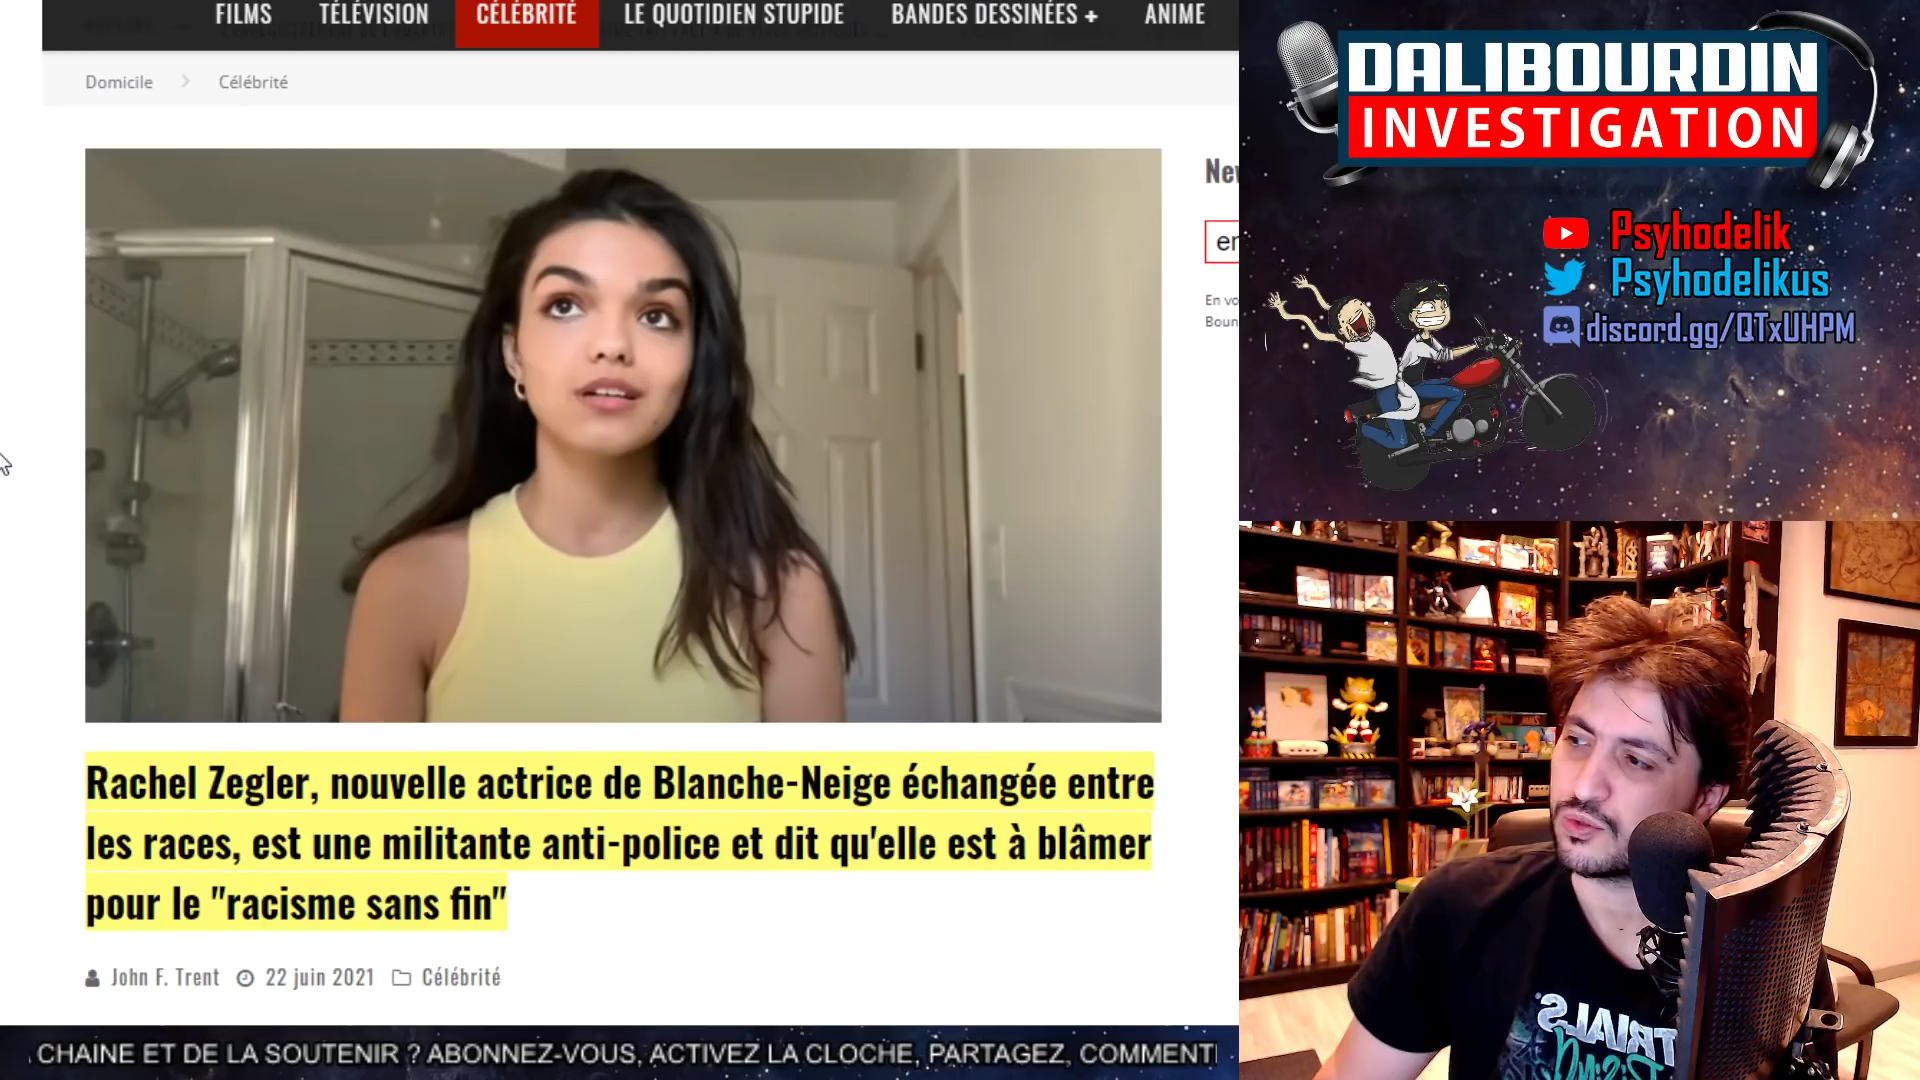 FILMS TÉLÉVISION CÉLÉBRITÉ LE QUOTIDIEN STUPIDE BANDES DESSINÉES + ANIME
Domicile > Célébrité
Rachel Zegler, nouvelle actrice de Blanche-Neige échangée entre
les races, est une militante anti-police et dit qu'elle est à blâmer
pour le "racisme sans fin"
John F. Trent 22 juin 2021 Célébrité
CHAINE ET DE LA SOUTENIR ? ABONNEZ-VOUS, ACTIVEZ LA CLOCHE, PARTAGEZ, COMMENT
DALIBOURDIN
INVESTIGATION
Psyhodelik
Psyhodelikus
discord.gg/QTxUHPM
TRIALS